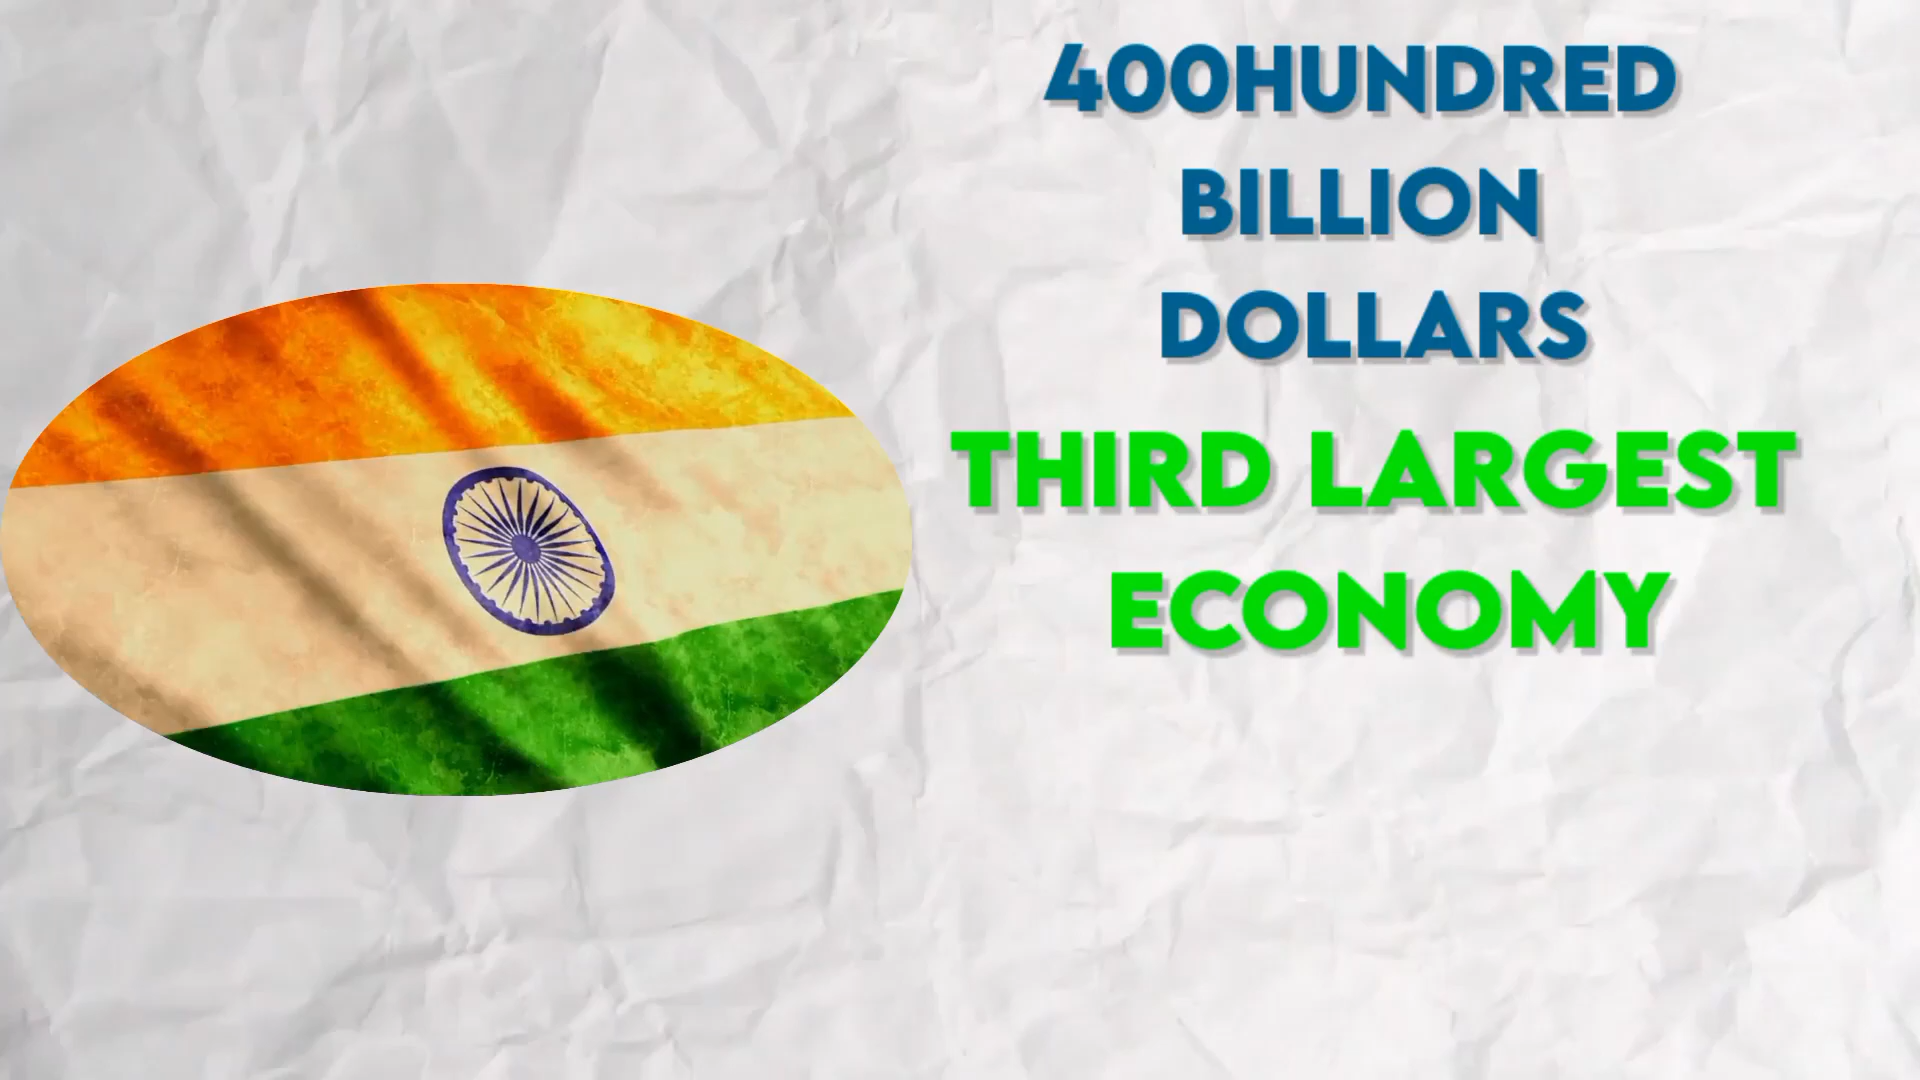 400HUNDRED
BILLION
DOLLARS
THIRD LARGEST
ECONOMY